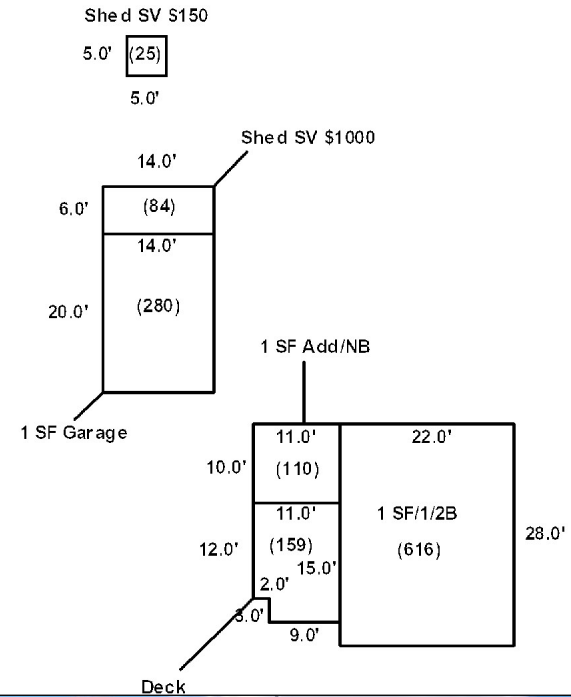 Shed SV $150
5.0' (25)
5.0'
Shed SV $1000
14.0'
6.0' (84)
14.0'
20.0' (280)
1 SF Garage
1 SF Add/NB
11.0' 22.0'
10.0' (110)
11.0' 1 SF/1/2B
12.0' (159) (616) 28.0'
15.0'
2.0'
3.0'
9.0'
Deck